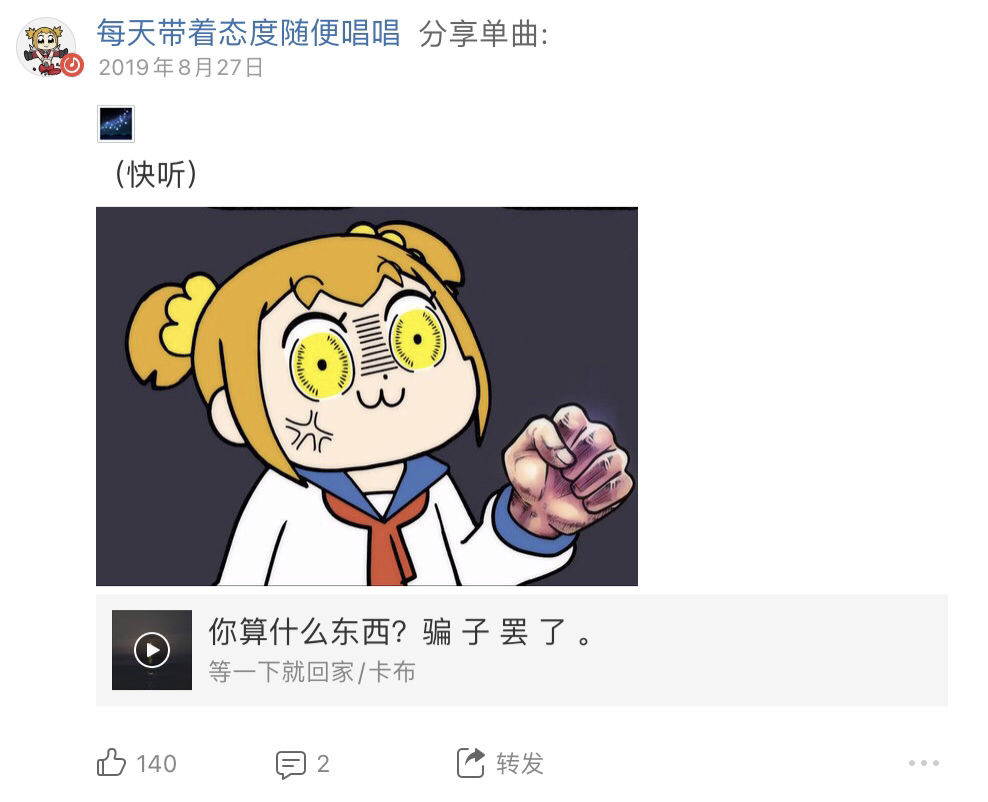 每天带着态度随便唱唱 分享单曲:
2019年8月27日
（快听）
你算什么东西？骗 子 罢 了 。
等一下就回家/卡布
140 2 转发